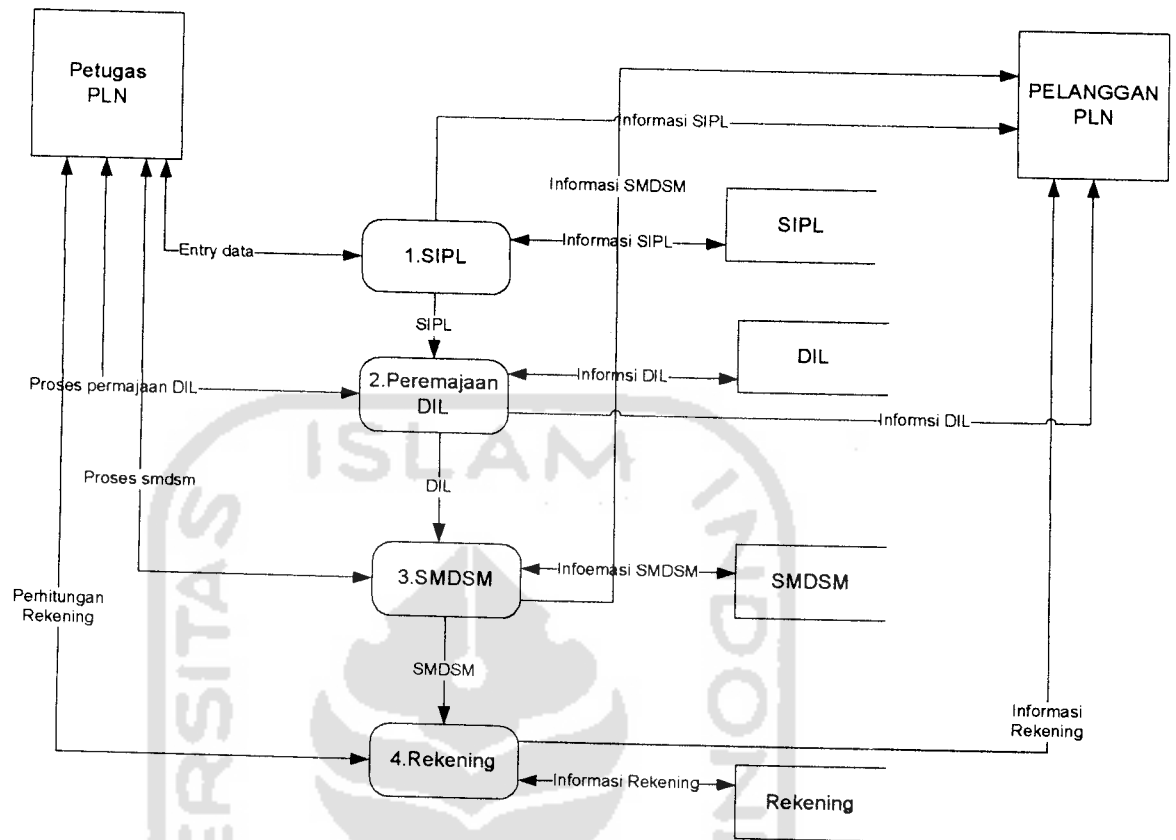 Petugas
PLN
PELANGGAN
PLN
Informasi SIPL
Informasi SMDSM
SIPL
Entry data
1.SIPL
Informasi SIPL
SIPL
DIL
Proses permajaan DIL
2.Peremajaan
DIL
Informsi DIL
Informsi DIL
ISLAM
Proses smdsm
DIL
3.SMDSM
Infoemasi SMDSM
SMDSM
Perhitungan
Rekening
SMDSM
Informasi
Rekening
4.Rekening
Informasi Rekening
Rekening